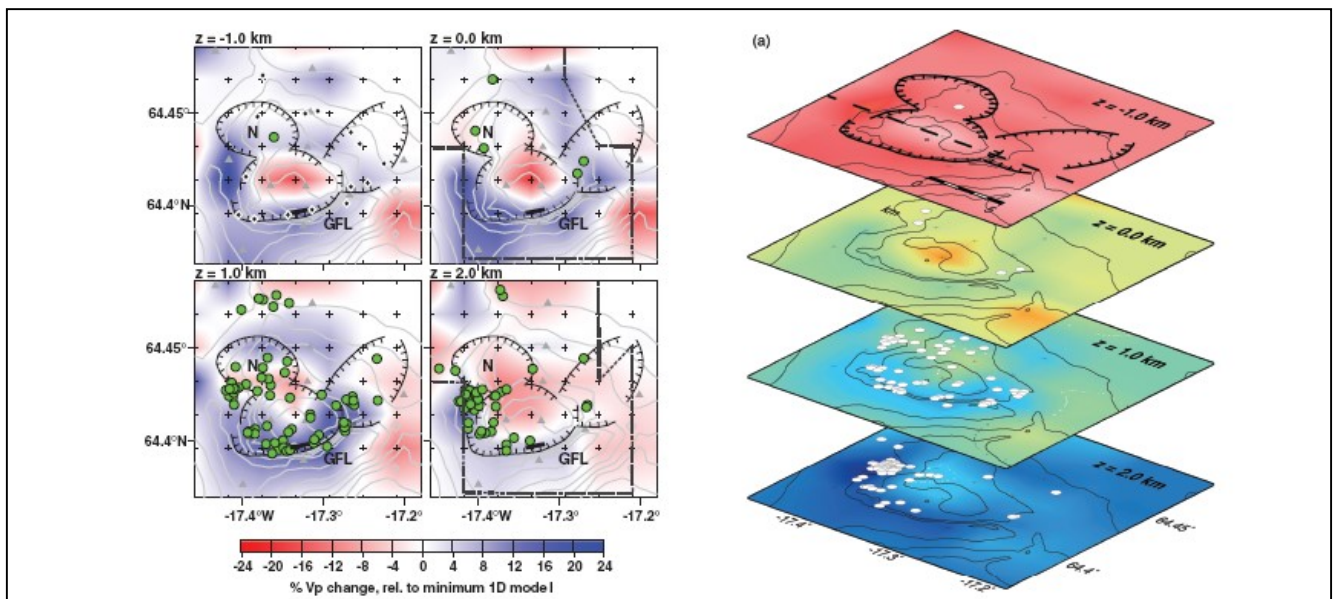 z = -1.0 km
z = 0.0 km
64.45°
N
N
64.4°N
GFL
GFL
z = 1.0 km
z = 2.0 km
64.45°
N
N
64.4°N
GFL
GFL
-17.4°W
-17.3°
-17.2°
-17.4°W
-17.3°
-17.2°
-24 -20 -16 -12 -8 -4 0 4 8 12 16 20 24
% Vp change, rel. to minimum 1D model
(a)
z = -1.0 km
0
5
km
z = 0.0 km
z = 1.0 km
z = 2.0 km
-17.4°
-17.3°
-17.2°
64.4°
64.45°